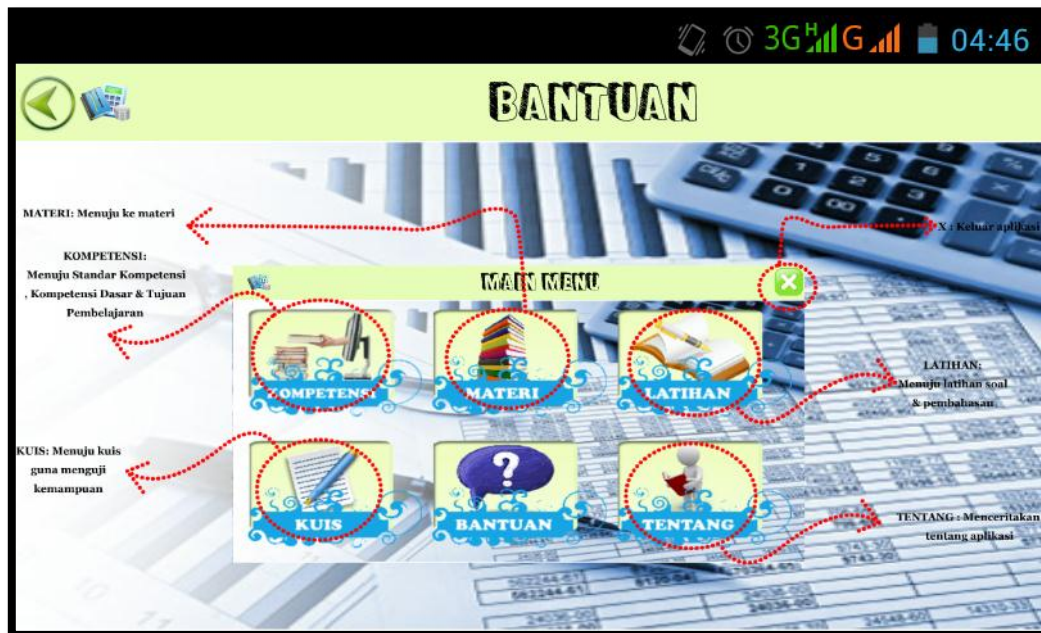 3G H G 04:46
BANTUAN
MATERI: Menuju ke materi
X : Keluar aplikasi
KOMPETENSI:
Menuju Standar Kompetensi
, Kompetensi Dasar & Tujuan
Pembelajaran
MAIN MENU
X
KOMPETENSI
MATERI
LATIHAN
LATIHAN:
Menuju latihan soal
& pembahasan
KUIS: Menuju kuis
guna menguji
kemampuan
KUIS
?
BANTUAN
TENTANG
TENTANG : Menceritakan
tentang aplikasi